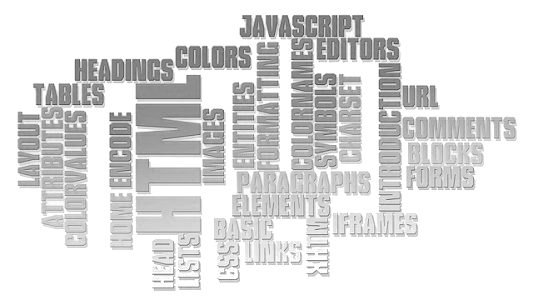 JAVASCRIPT
EDITORS
COLORS
HEADINGS
TABLES
LAYOUT
ATTRIBUTES
COLORVALUES
HOME
ENCODE
HTML
IMAGES
ENTITIES
FORMATTING
COLORNAMES
SYMBOLS
CHARSET
INTRODUCTION
URL
COMMENTS
BLOCKS
FORMS
PARAGRAPHS
ELEMENTS
BASIC
LINKS
CSS
XHTML
IFRAMES
HEAD
LISTS